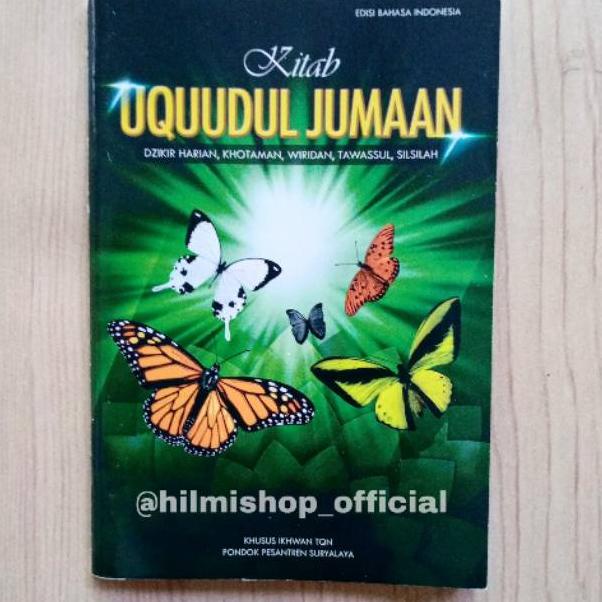 EDISI BAHASA INDONESIA
Kitab
UQUUDUL JUMAAN
DZIKIR HARIAN, KHOTAMAN, WIRIDAN, TAWASSUL, SILSILAH
@hilmishop_official
KHUSUS IKHWAN TQN
PONDOK PESANTREN SURYALAYA